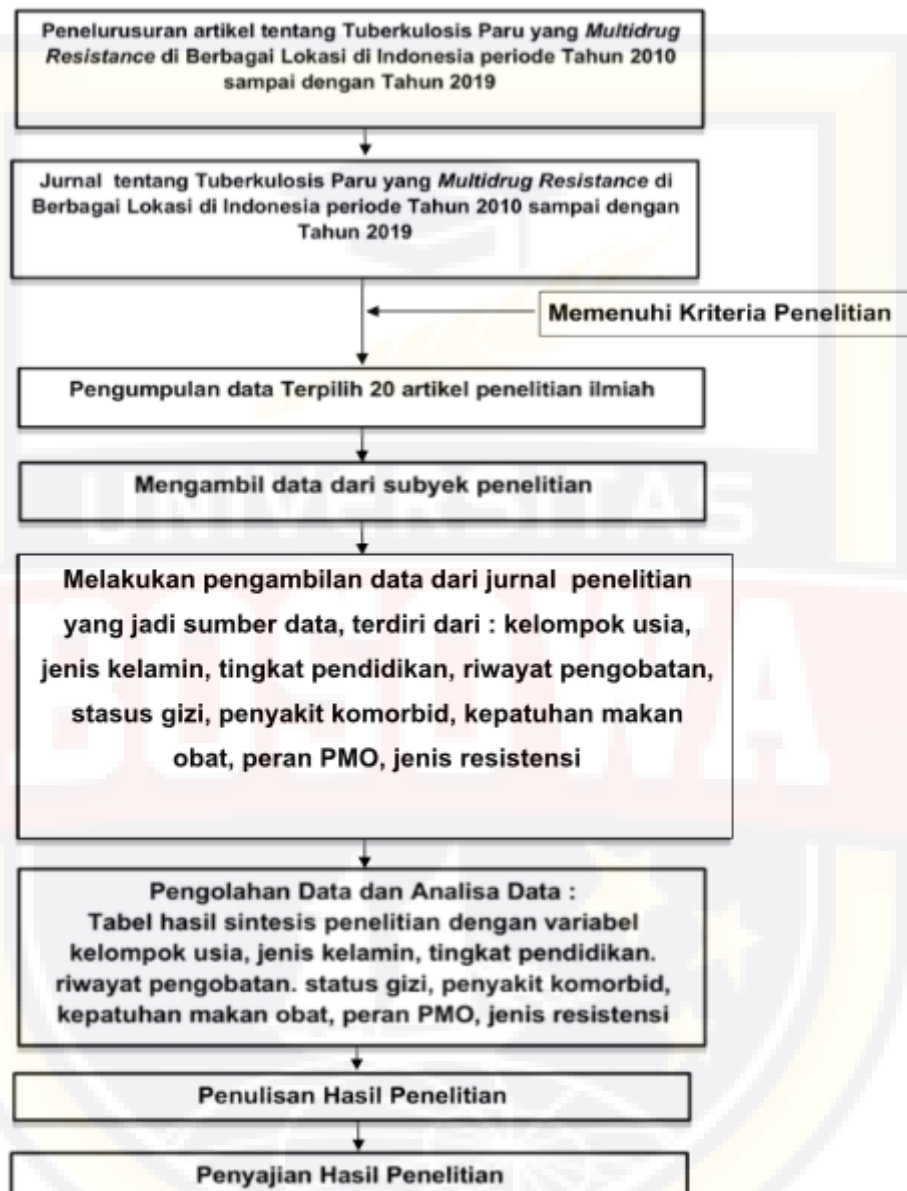 Penelurusuran artikel tentang Tuberkulosis Paru yang Multidrug
Resistance di Berbagai Lokasi di Indonesia periode Tahun 2010
sampai dengan Tahun 2019
Jurnal tentang Tuberkulosis Paru yang Multidrug Resistance di
Berbagai Lokasi di Indonesia periode Tahun 2010 sampai dengan
Tahun 2019
Memenuhi Kriteria Penelitian
Pengumpulan data Terpilih 20 artikel penelitian ilmiah
Mengambil data dari subyek penelitian
UNIVERSITAS
Melakukan pengambilan data dari jurnal penelitian
yang jadi sumber data, terdiri dari : kelompok usia,
jenis kelamin, tingkat pendidikan, riwayat pengobatan,
stasus gizi, penyakit komorbid, kepatuhan makan
obat, peran PMO, jenis resistensi
BOSOWA
Pengolahan Data dan Analisa Data :
Tabel hasil sintesis penelitian dengan variabel
kelompok usia, jenis kelamin, tingkat pendidikan.
riwayat pengobatan. status gizi, penyakit komorbid,
kepatuhan makan obat, peran PMO, jenis resistensi
Penulisan Hasil Penelitian
Penyajian Hasil Penelitian